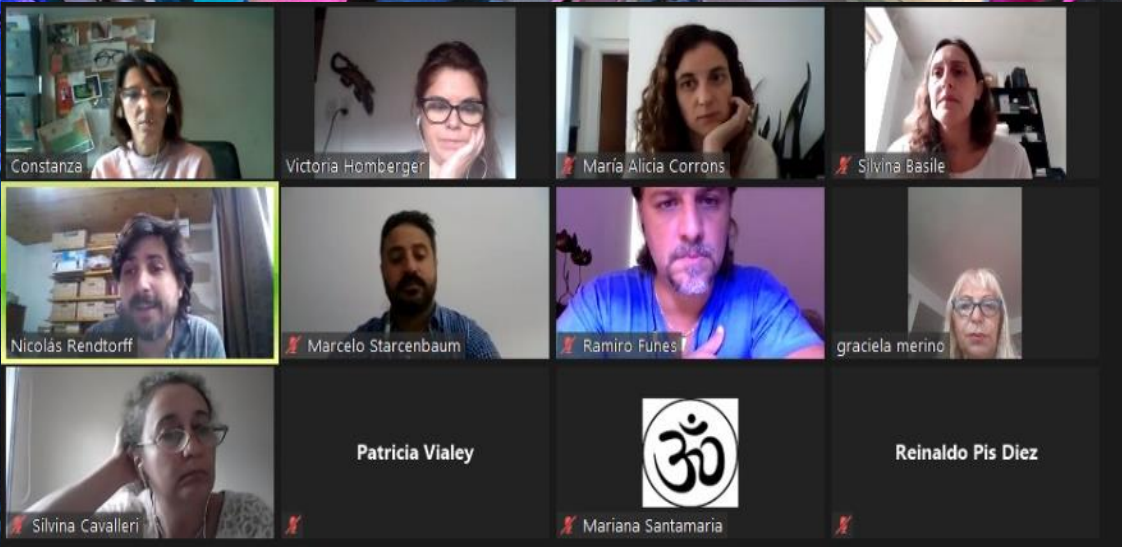 Constanza
Victoria Homberger
María Alicia Corrons
Silvina Basile
Nicolás Rendtorff
Marcelo Starcenbaum
Ramiro Funes
graciela merino
Silvina Cavalleri
Patricia Vialey
ॐ
Mariana Santamaria
Reinaldo Pis Diez